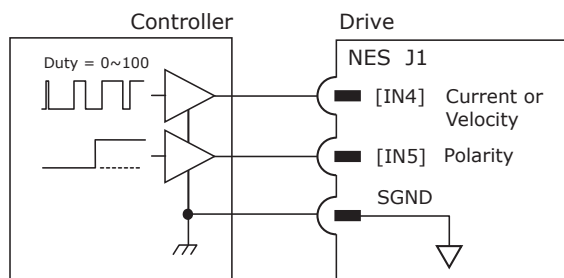 Controller
Drive
NES J1
Duty = 0~100
[IN4] Current or
Velocity
[IN5] Polarity
SGND